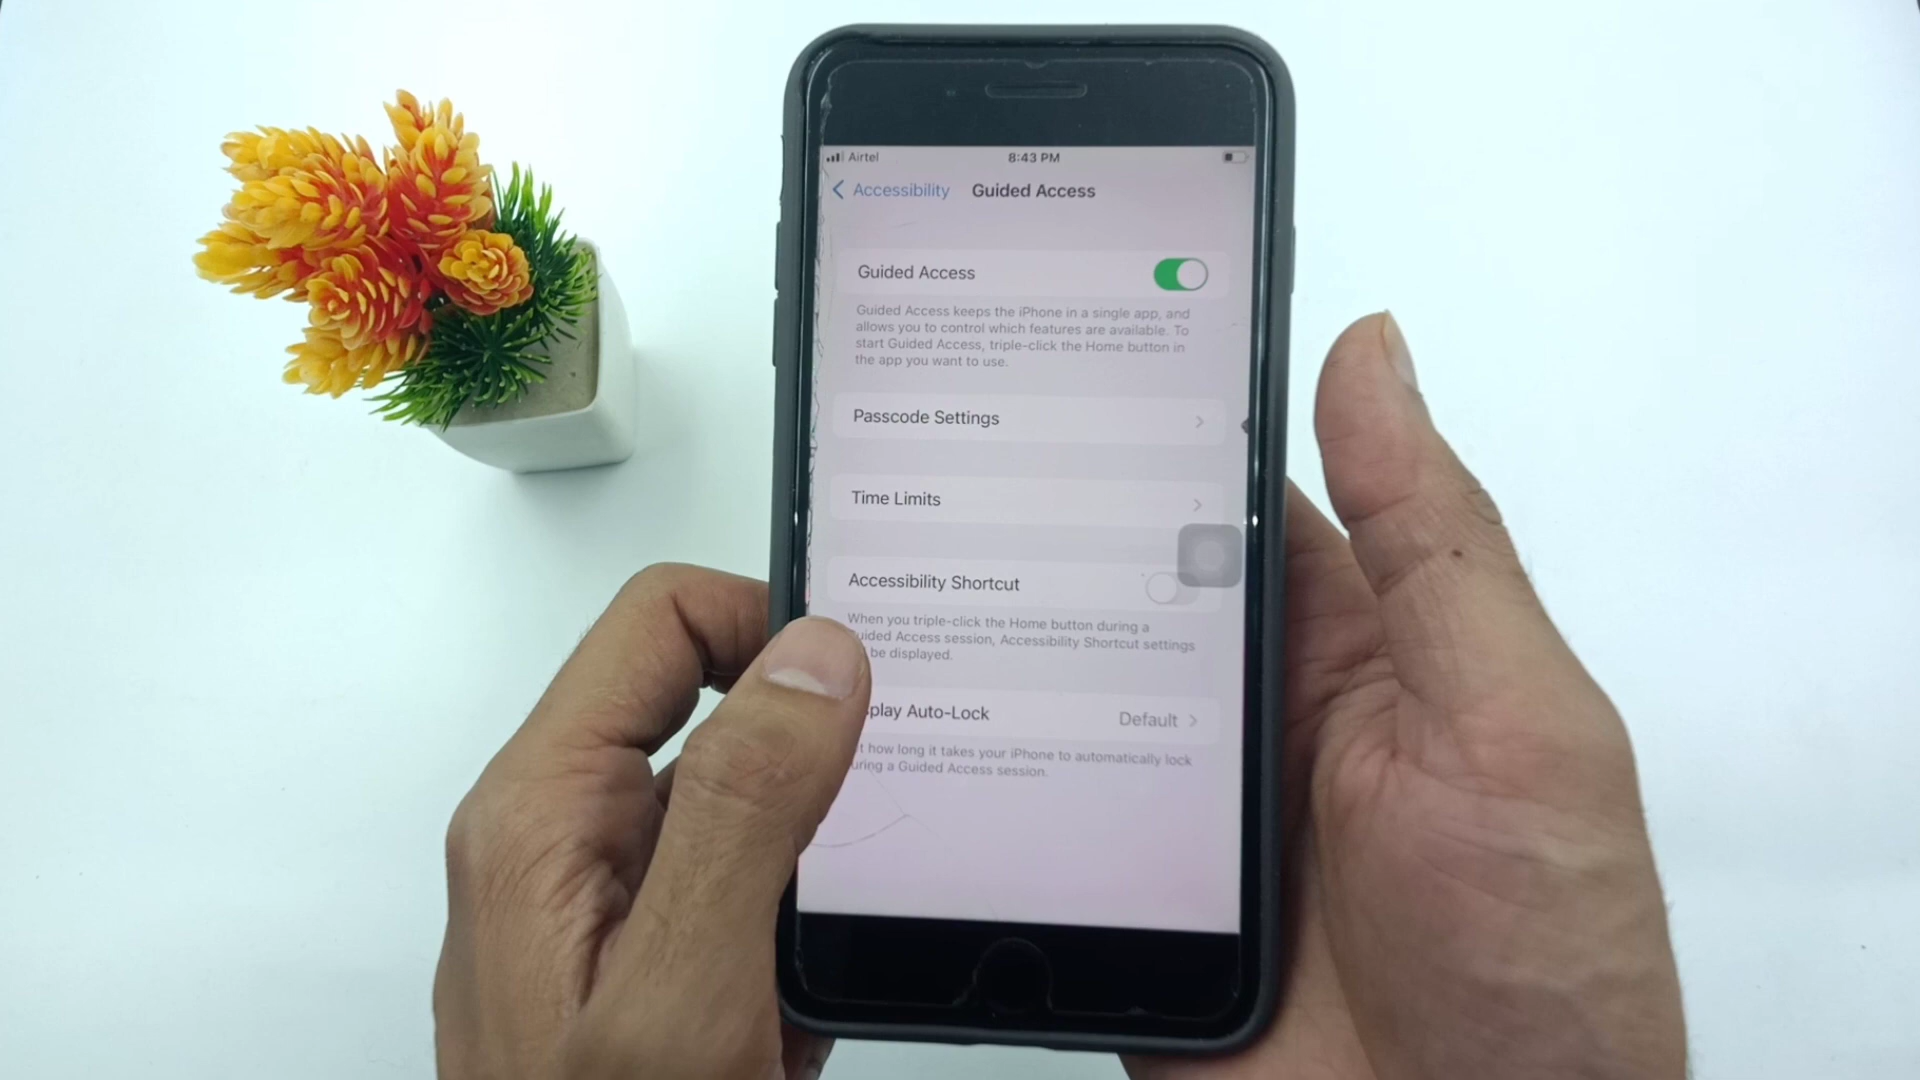 Airtel 8:43 PM
Accessibility Guided Access
Guided Access
Guided Access keeps the iPhone in a single app, and
allows you to control which features are available. To
start Guided Access, triple-click the Home button in
the app you want to use.
Passcode Settings
Time Limits
Accessibility Shortcut
When you triple-click the Home button during a
uided Access session, Accessibility Shortcut settings
be displayed.
play Auto-Lock Default
t how long it takes your iPhone to automatically lock
uring a Guided Access session.